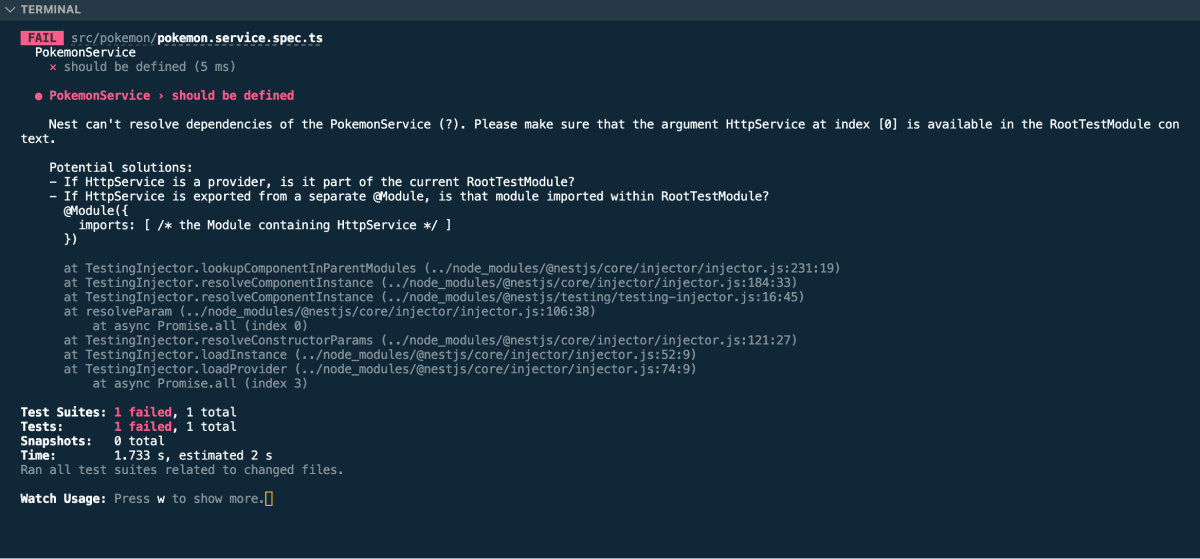 TERMINAL
FAIL src/pokemon/pokemon.service.spec.ts
PokemonService
× should be defined (5 ms)
● PokemonService › should be defined
Nest can't resolve dependencies of the PokemonService (?). Please make sure that the argument HttpService at index [0] is available in the RootTestModule con
text.
Potential solutions:
- If HttpService is a provider, is it part of the current RootTestModule?
- If HttpService is exported from a separate @Module, is that module imported within RootTestModule?
@Module({
imports: [ /* the Module containing HttpService */ ]
})
at TestingInjector.lookupComponentInParentModules (../node_modules/@nestjs/core/injector/injector.js:231:19)
at TestingInjector.resolveComponentInstance (../node_modules/@nestjs/core/injector/injector.js:184:33)
at TestingInjector.resolveComponentInstance (../node_modules/@nestjs/testing/testing-injector.js:16:45)
at resolveParam (../node_modules/@nestjs/core/injector/injector.js:106:38)
at async Promise.all (index 0)
at TestingInjector.resolveConstructorParams (../node_modules/@nestjs/core/injector/injector.js:121:27)
at TestingInjector.loadInstance (../node_modules/@nestjs/core/injector/injector.js:52:9)
at TestingInjector.loadProvider (../node_modules/@nestjs/core/injector/injector.js:74:9)
at async Promise.all (index 3)
Test Suites: 1 failed, 1 total
Tests: 1 failed, 1 total
Snapshots: 0 total
Time: 1.733 s, estimated 2 s
Ran all test suites related to changed files.
Watch Usage: Press w to show more.